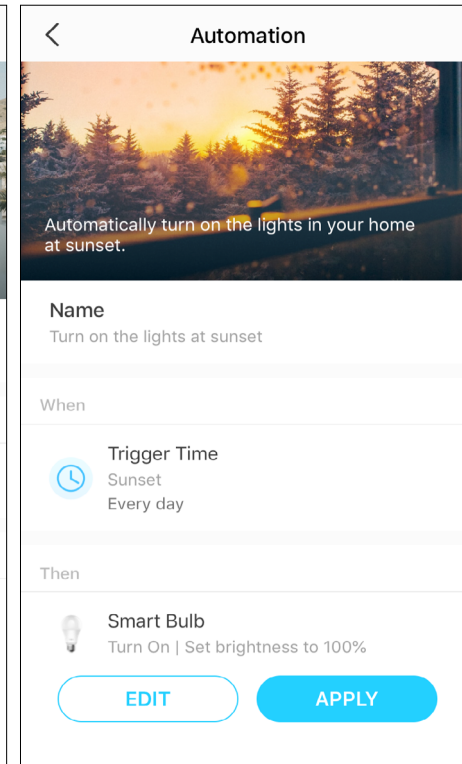 Automation
Automatically turn on the lights in your home
at sunset.
Name
Turn on the lights at sunset
When
Trigger Time
Sunset
Every day
Then
Smart Bulb
Turn On | Set brightness to 100%
EDIT
APPLY